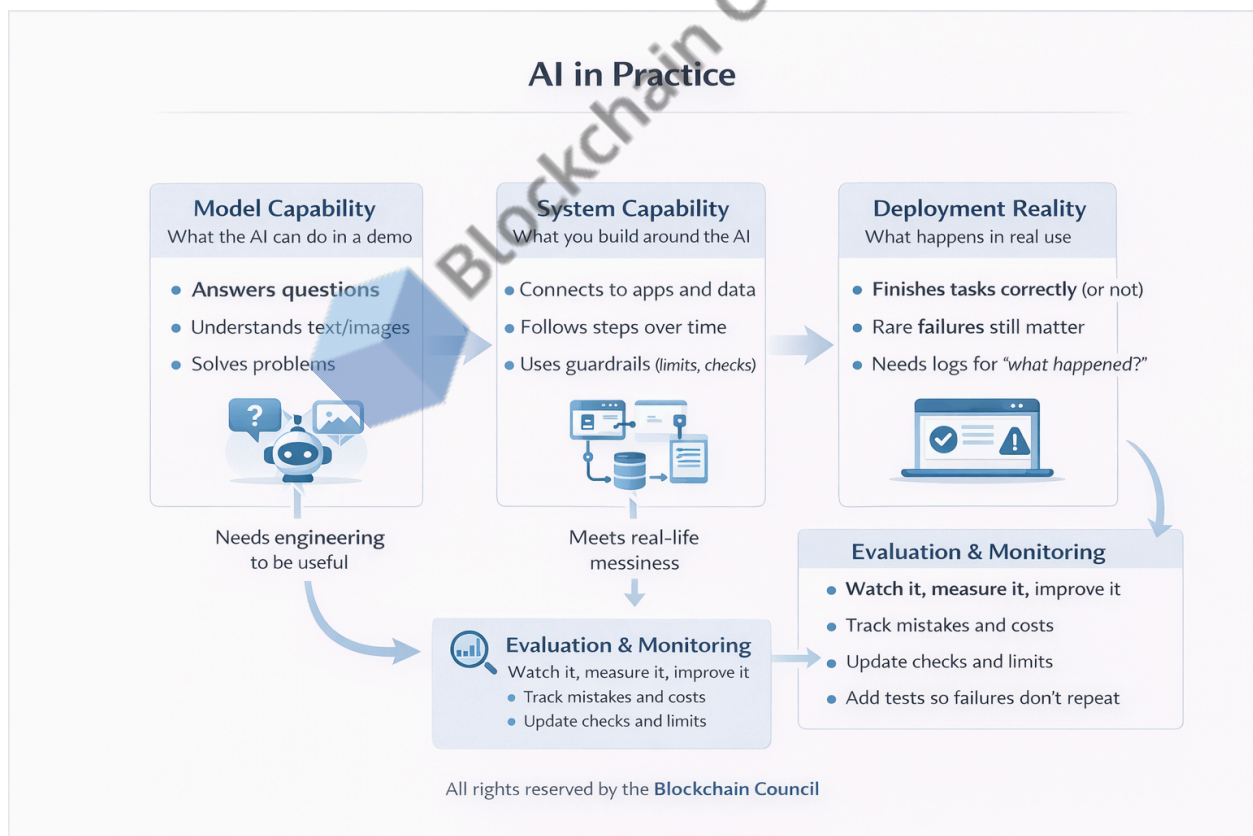 AI in Practice
Blockchain C
Model Capability
What the AI can do in a demo
Answers questions
Understands text/images
Solves problems
?
Needs engineering
to be useful
System Capability
What you build around the AI
Connects to apps and data
Follows steps over time
Uses guardrails (limits, checks)
Meets real-life
messiness
Deployment Reality
What happens in real use
Finishes tasks correctly (or not)
Rare failures still matter
Needs logs for “what happened?”
!
Evaluation & Monitoring
Watch it, measure it, improve it
Track mistakes and costs
Update checks and limits
Evaluation & Monitoring
Watch it, measure it, improve it
Track mistakes and costs
Update checks and limits
Add tests so failures don’t repeat
All rights reserved by the Blockchain Council